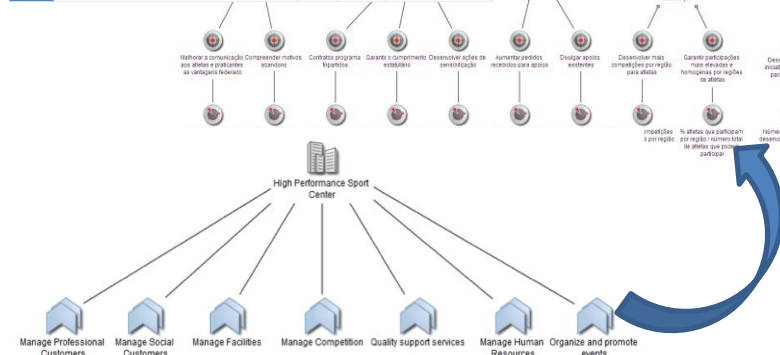 Melhorar a comunicação
aos atletas e praticantes
as vantagens federado
Compreender motivos
abandono
Contratos programa
tripartidos
Garantir o cumprimento
estatutário
Desenvolver ações de
sensibilização
Aumentar pedidos
recebidos para apoios
Divulgar apoios
existentes
Desenvolver mais
competições por região
para atletas
Garantir participações
mais elevadas e
homogénas por regiões
de atletas
ompetições
s por região
% atletas que participam
por região / número total
de atletas que
participar
High Performance Sport
Center
Manage Professional
Customers
Manage Social
Customers
Manage Facilities
Manage Competition
Quality support services
Manage Human
Resources
Organize and promote
events